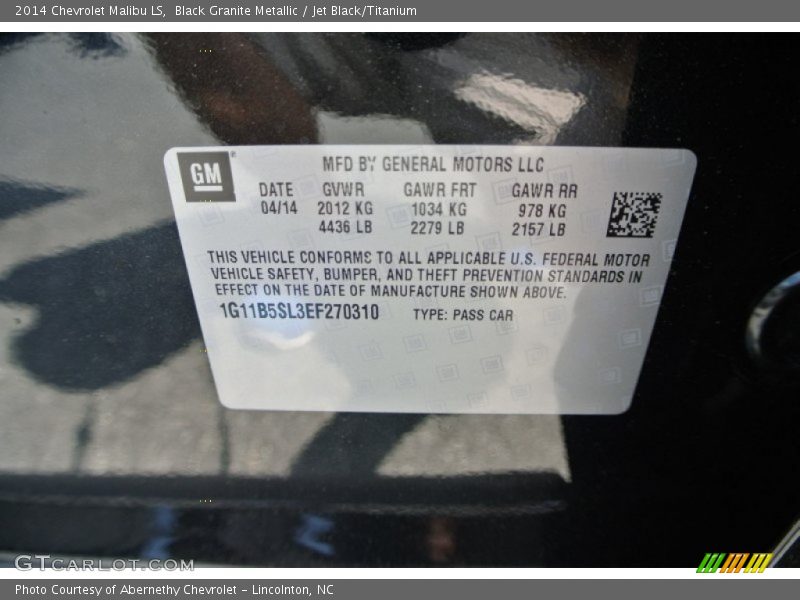 2014 Chevrolet Malibu LS, Black Granite Metallic / Jet Black/Titanium
GM
MFD BY GENERAL MOTORS LLC
DATE GVWR GAWR FRT GAWR RR
04/14 2012 KG 1034 KG 978 KG
4436 LB 2279 LB 2157 LB
THIS VEHICLE CONFORMS TO ALL APPLICABLE U.S. FEDERAL MOTOR
VEHICLE SAFETY, BUMPER, AND THEFT PREVENTION STANDARDS IN
EFFECT ON THE DATE OF MANUFACTURE SHOWN ABOVE.
1G11B5SL3EF270310 TYPE: PASS CAR
GTCARLOT.COM
Photo Courtesy of Abernethy Chevrolet - Lincolnton, NC